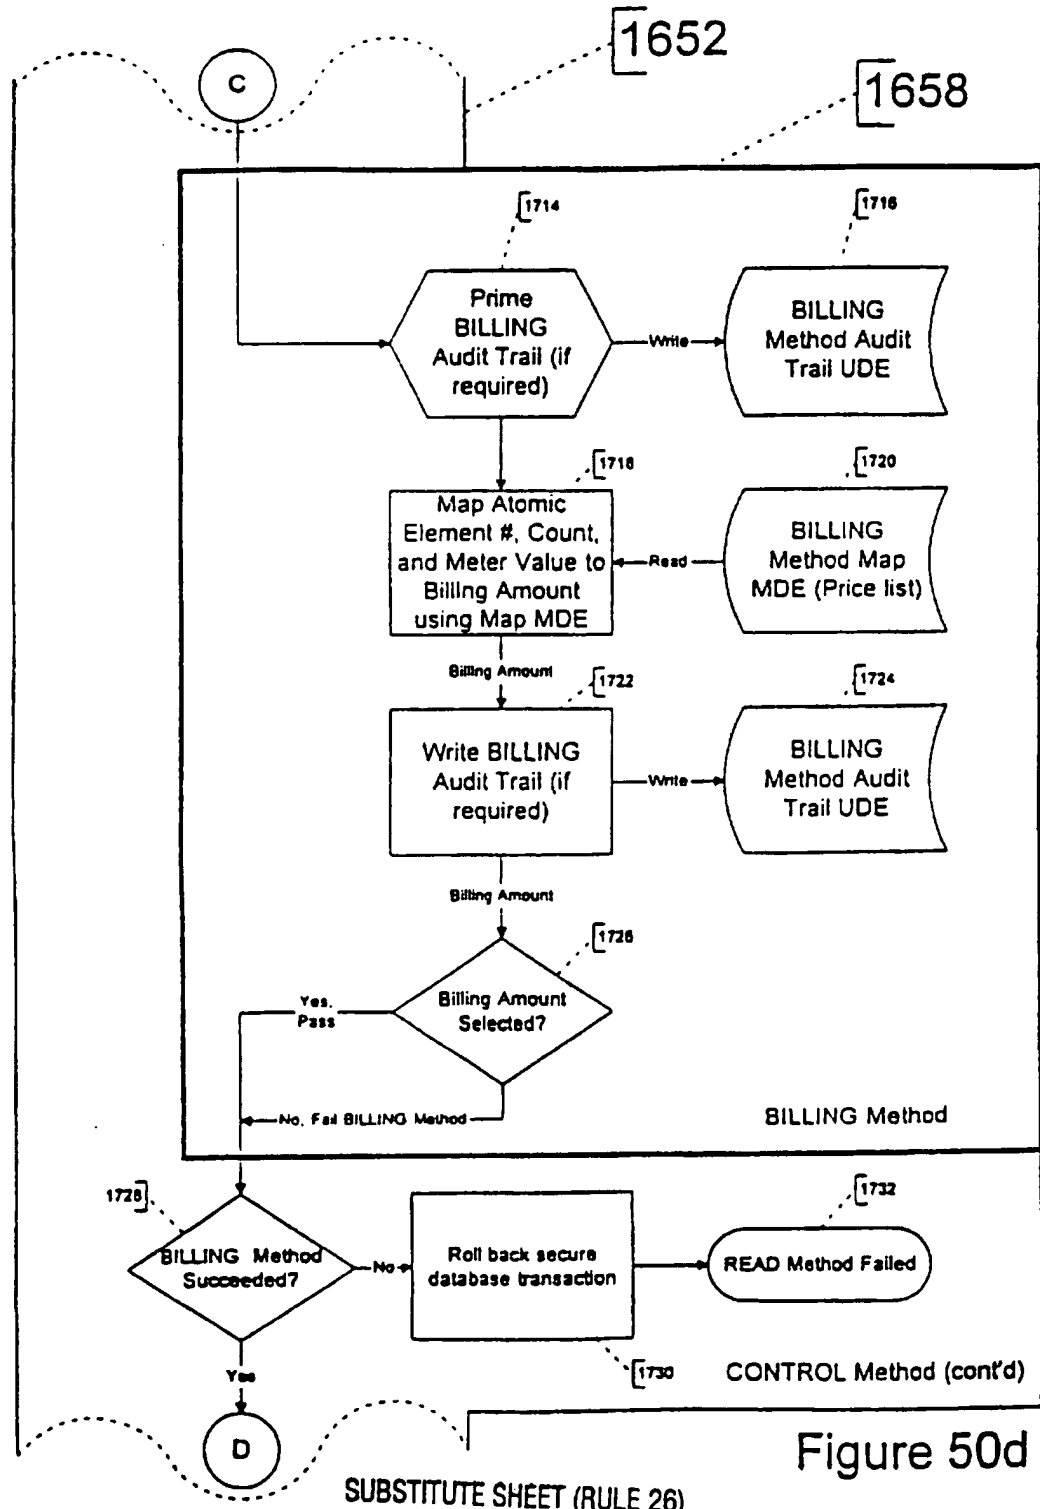 1652
C
1658
1714
1716
Prime
BILLING
Audit Trail (if
required)
Write
BILLING
Method Audit
Trail UDE
1718
1720
Map Atomic
Element #, Count,
and Meter Value to
Billing Amount
using Map MDE
Read
BILLING
Method Map
MDE (Price list)
Billing Amount
1722
1724
Write BILLING
Audit Trail (if
required)
Write
BILLING
Method Audit
Trail UDE
Billing Amount
1726
Billing Amount
Selected?
Yes,
Pass
No, Fail BILLING Method
BILLING Method
1728
1732
BILLING Method
Succeeded?
No
Roll back secure
database transaction
READ Method Failed
Yes
1730
CONTROL Method (cont'd)
D
Figure 50d
SUBSTITUTE SHEET (RULE 26)